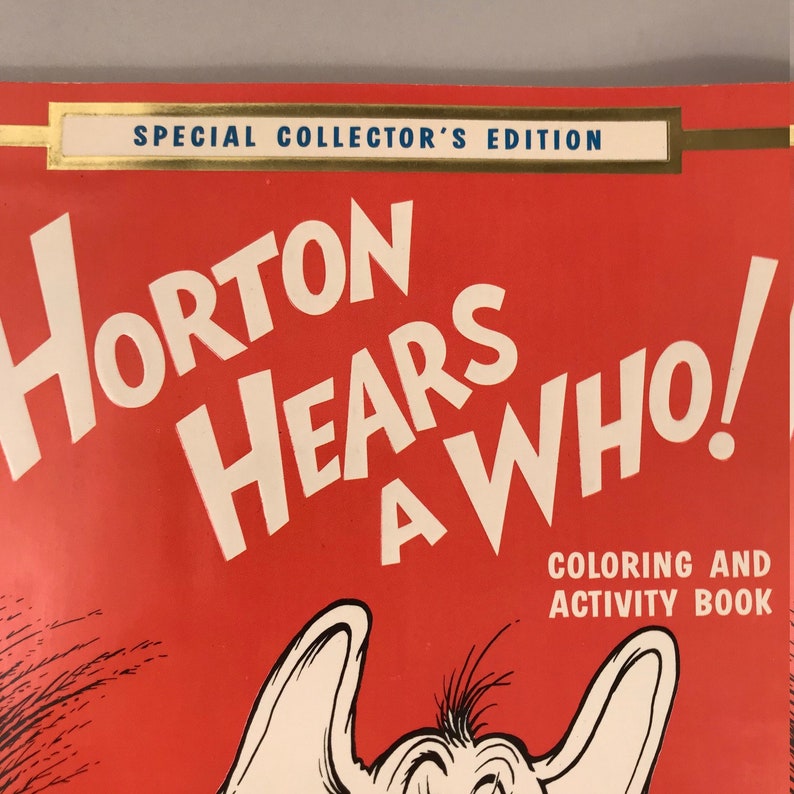 SPECIAL COLLECTOR'S EDITION
HORTON
HEARS
A WHO!
COLORING AND
ACTIVITY BOOK